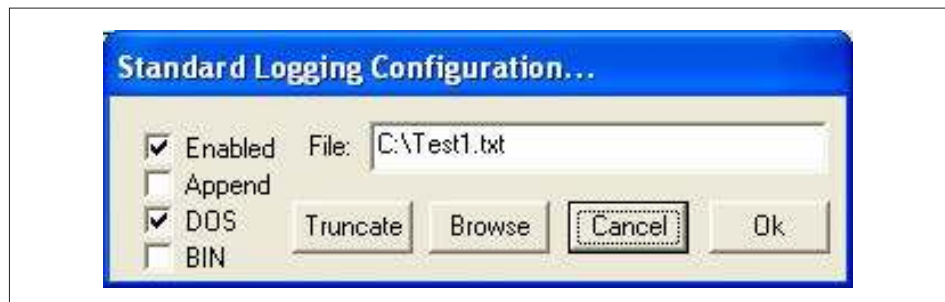 Standard Logging Configuration...
Enabled
File: C:\Test1.txt
Append
DOS
Truncate Browse Cancel Ok
BIN